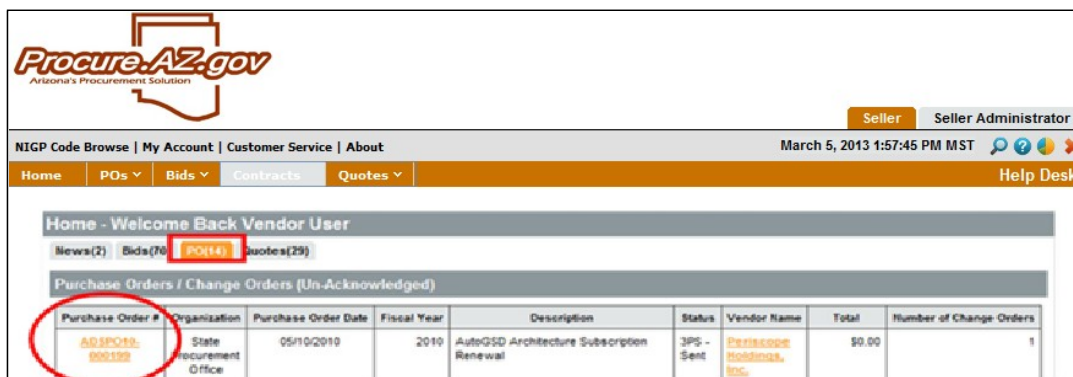 Procure.AZ.gov
Arizona's Procurement Solution
Seller Seller Administrator
NIGP Code Browse | My Account | Customer Service | About March 5, 2013 1:57:45 PM MST
Home POs Bids Contracts Quotes Help Desk
Home - Welcome Back Vendor User
News(2) Bids(70 PO(14) Quotes(29)
Purchase Orders / Change Orders (Un-Acknowledged)
Purchase Order # Organization Purchase Order Date Fiscal Year Description Status Vendor Name Total Number of Change Orders
ADSPO10- State 05/10/2010 2010 AutoGSD Architecture Subscription 3PS - Periscope $0.00 1
000199 Procurement Renewal Sent Holdings,
Office Inc.